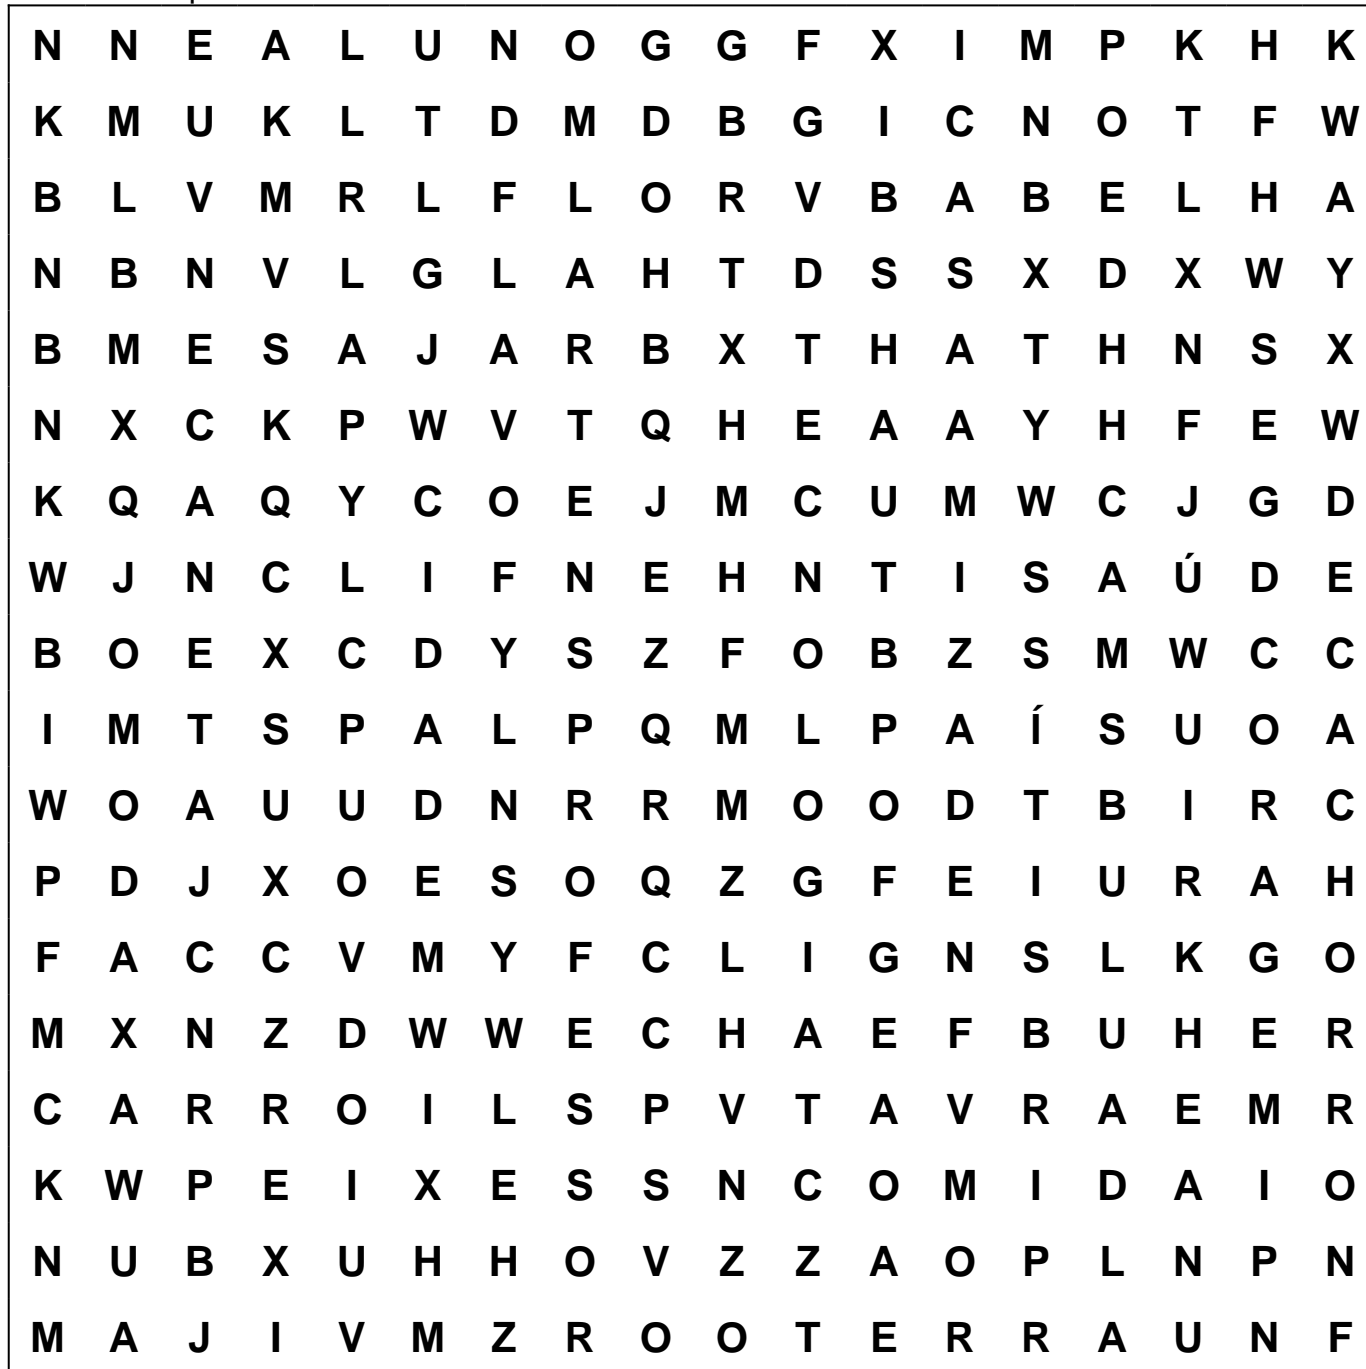 N N E A L U N O G G F X I M P K H K
K M U K L T D M D B G I C N O T F W
B L V M R L F L O R V B A B E L H A
N B N V L G L A H T D S S X D X W Y
B M E S A J A R B X T H A T H N S X
N X C K P W V T Q H E A A Y H F E W
K Q A Q Y C O E J M C U M W C J G D
W J N C L I F N E H N T I S A Ú D E
B O E X C D Y S Z F O B Z S M W C C
I M T S P A L P Q M L P A Í S U O A
W O A U U D N R R M O O D T B I R C
P D J X O E S O Q Z G F E I U R A H
F A C C V M Y F C L I G N S L K G O
M X N Z D W W E C H A E F B U H E R
C A R R O I L S P V T A V R A E M R
K W P E I X E S S N C O M I D A I O
N U B X U H H O V Z Z A O P L N P N
M A J I V M Z R O O T E R R A U N F